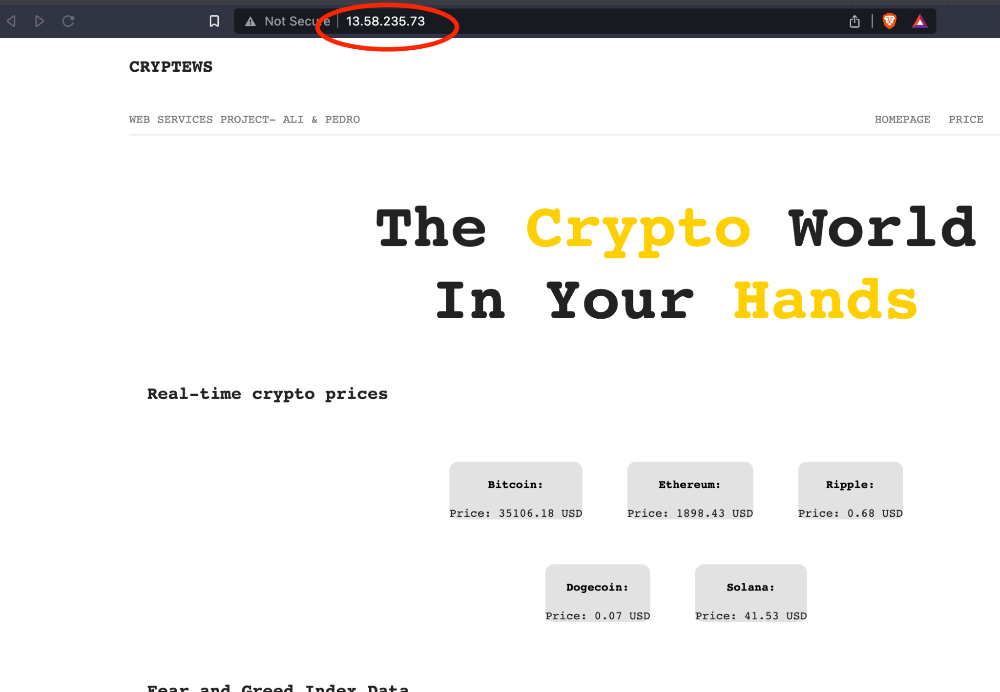 Not Secure 13.58.235.73
CRYPTEWS
WEB SERVICES PROJECT- ALI & PEDRO HOMEPAGE PRICE
The Crypto World
In Your Hands
Real-time crypto prices
Bitcoin: Ethereum: Ripple:
Price: 35106.18 USD Price: 1898.43 USD Price: 0.68 USD
Dogecoin: Solana:
Price: 0.07 USD Price: 41.53 USD
Fear and Greed Index Data